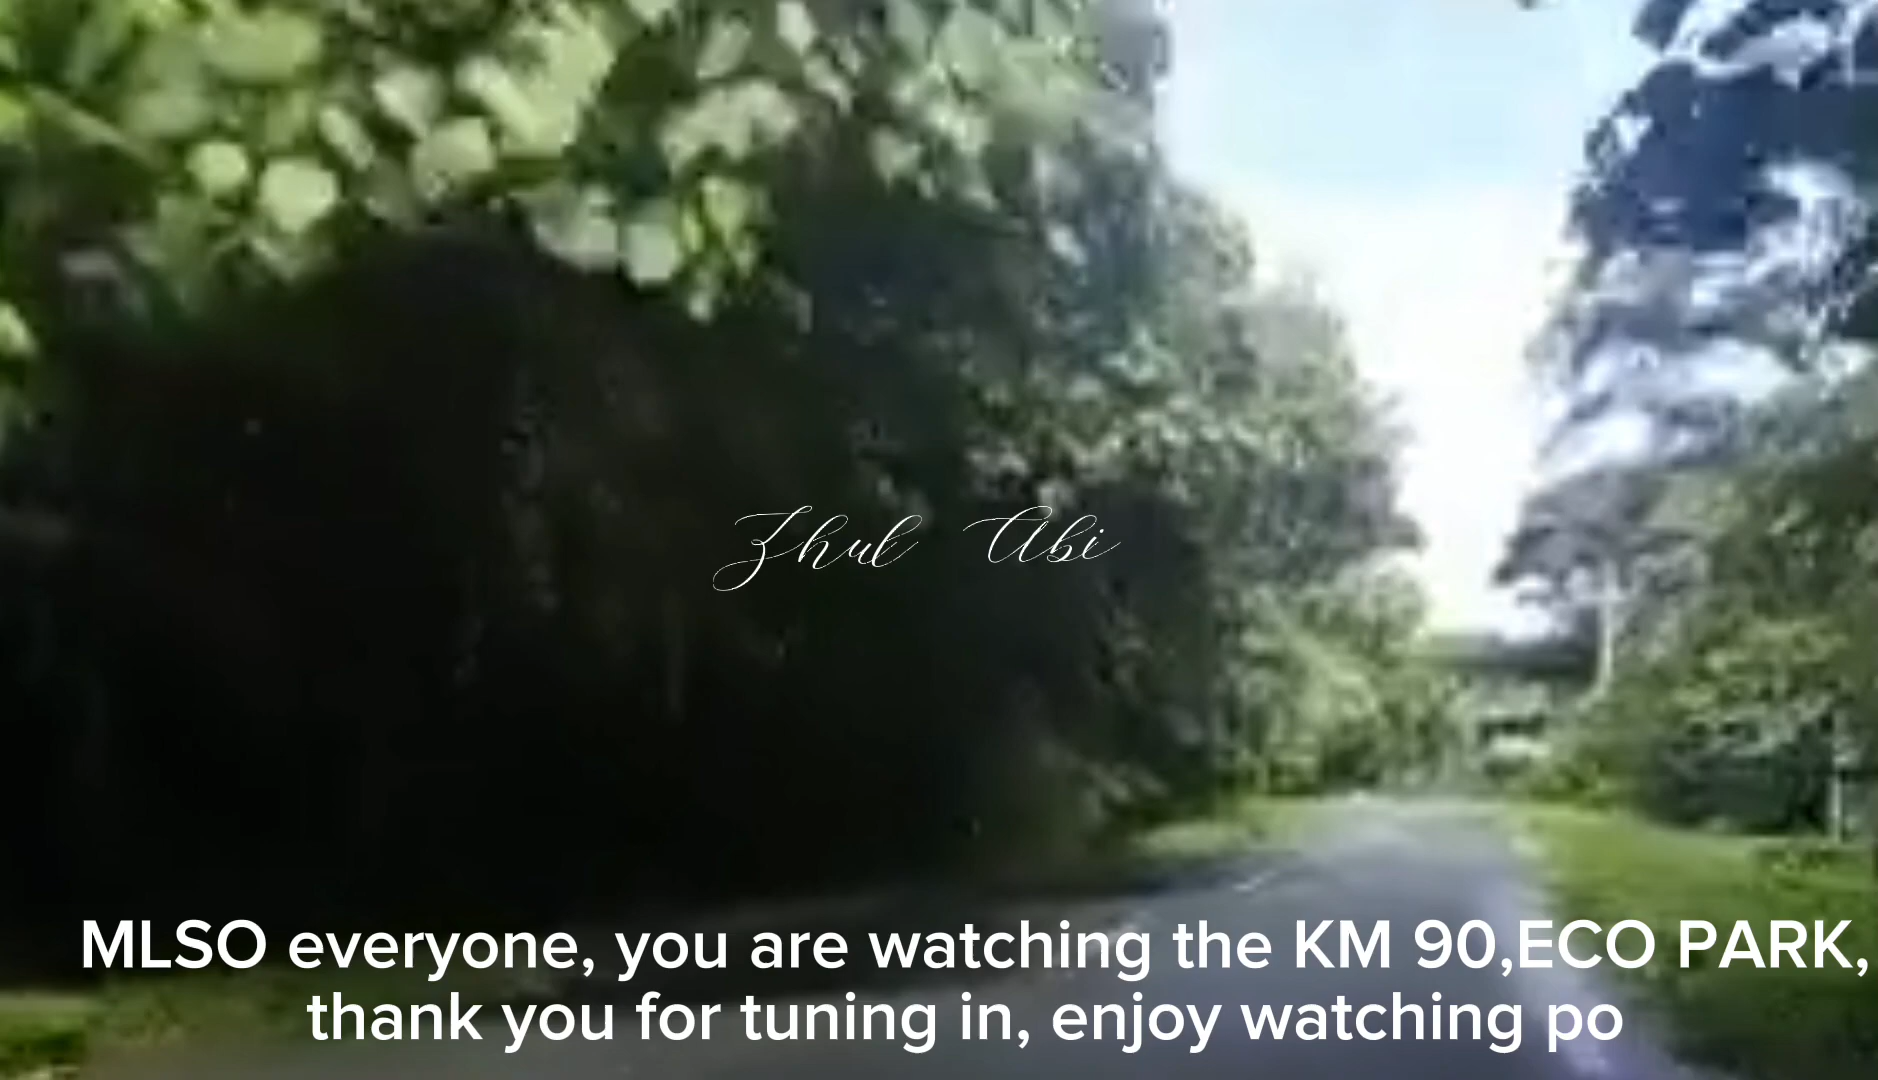 Zhul Abi
MLSO everyone, you are watching the KM 90,ECO PARK,
thank you for tuning in, enjoy watching po